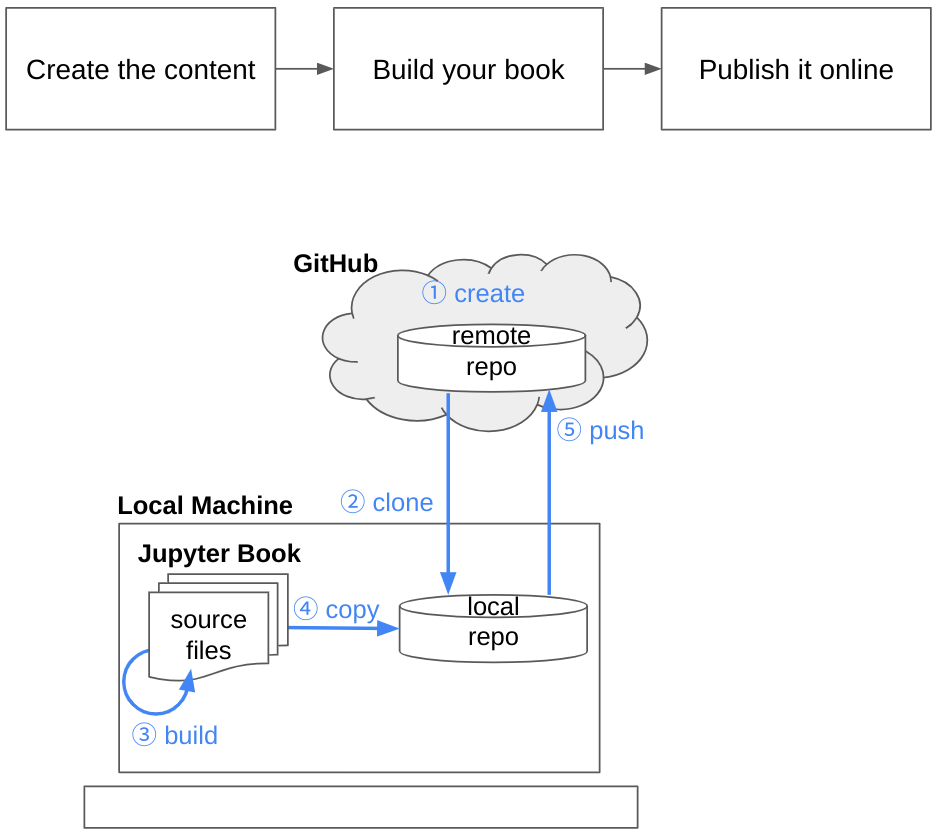 Create the content
Build your book
Publish it online
GitHub
① create
remote
repo
⑤ push
② clone
Local Machine
Jupyter Book
④ copy
source
files
local
repo
③ build